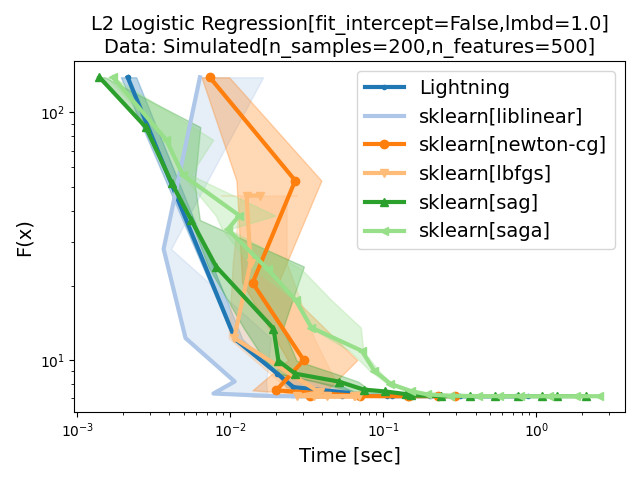 L2 Logistic Regression[fit_intercept=False,lmbd=1.0]
Data: Simulated[n_samples=200,n_features=500]
F(x)
10²
10¹
Lightning
sklearn[liblinear]
sklearn[newton-cg]
sklearn[lbfgs]
sklearn[sag]
sklearn[saga]
10⁻³
10⁻²
10⁻¹
10⁰
Time [sec]